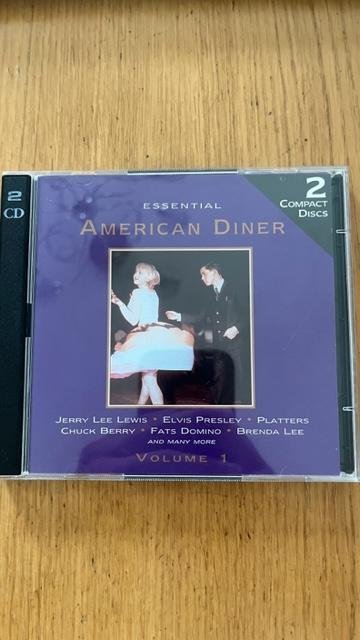 2
CD
ESSENTIAL
AMERICAN DINER
2
COMPACT
DISCS
JERRY LEE LEWIS • ELVIS PRESLEY • PLATTERS
CHUCK BERRY • FATS DOMINO • BRENDA LEE
AND MANY MORE
VOLUME 1